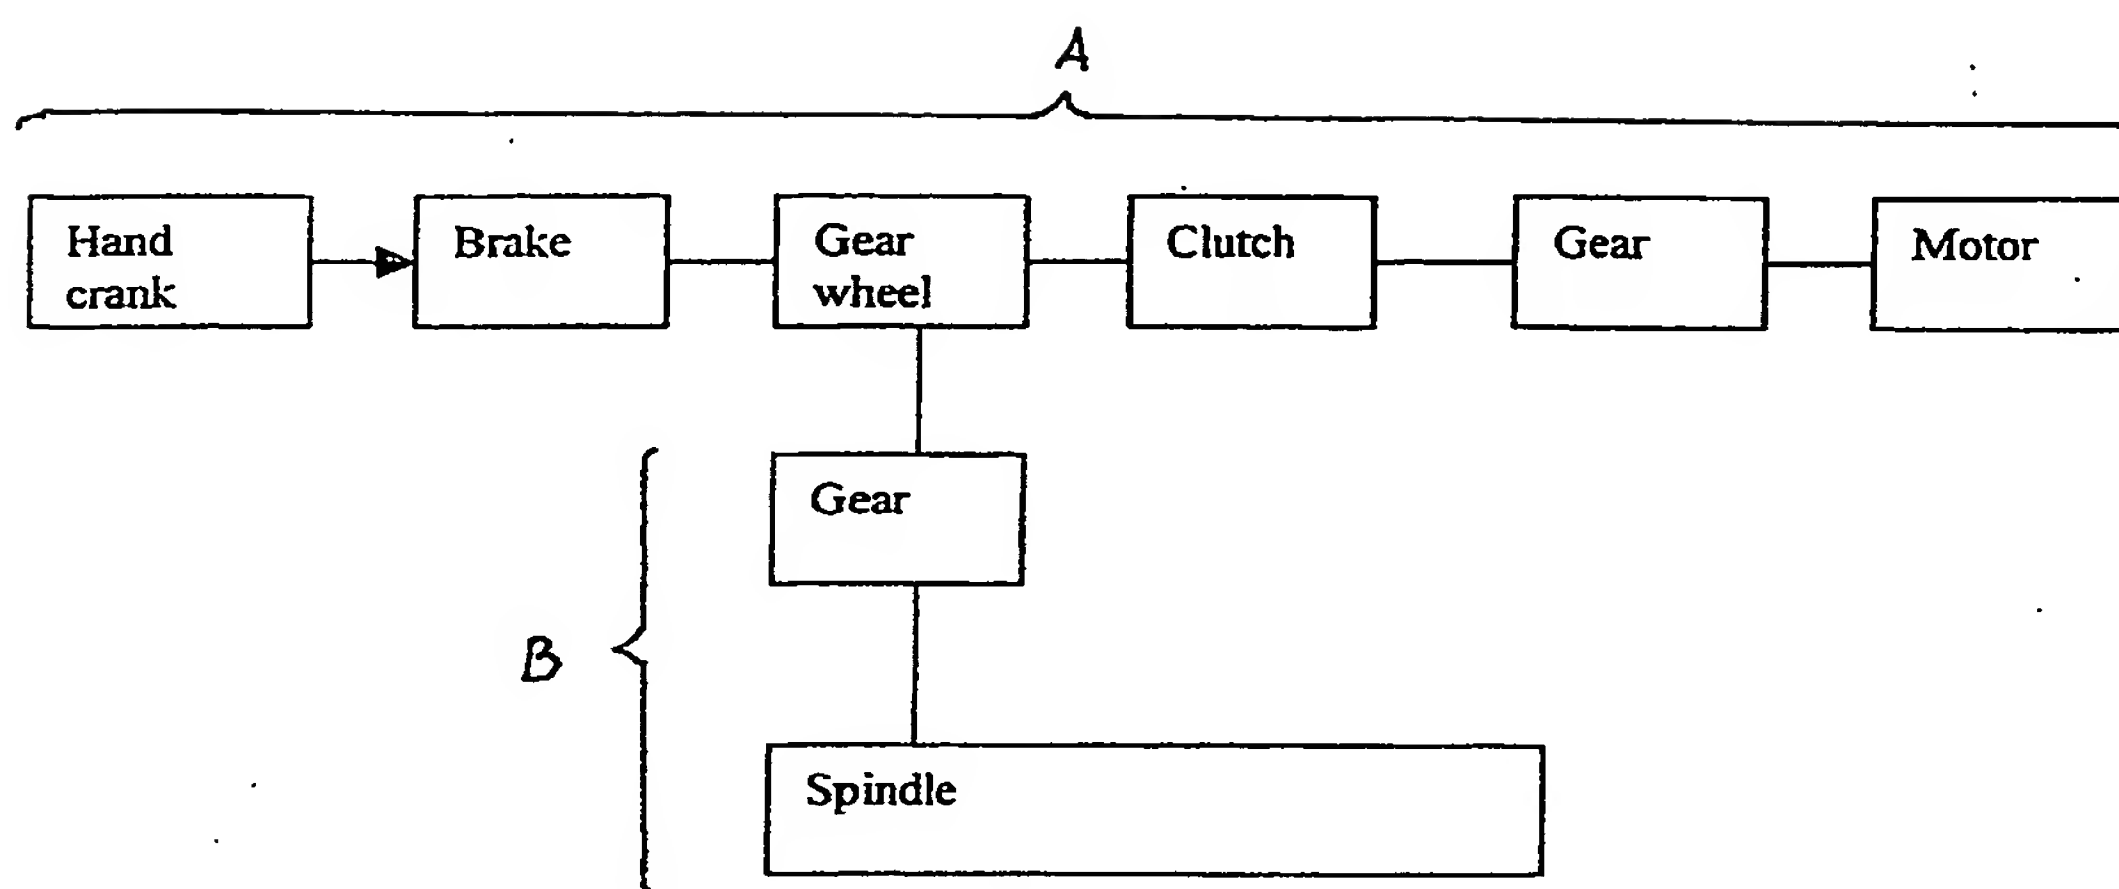 A
Hand
crank
Brake
Gear
wheel
Clutch
Gear
Motor
Gear
B
Spindle